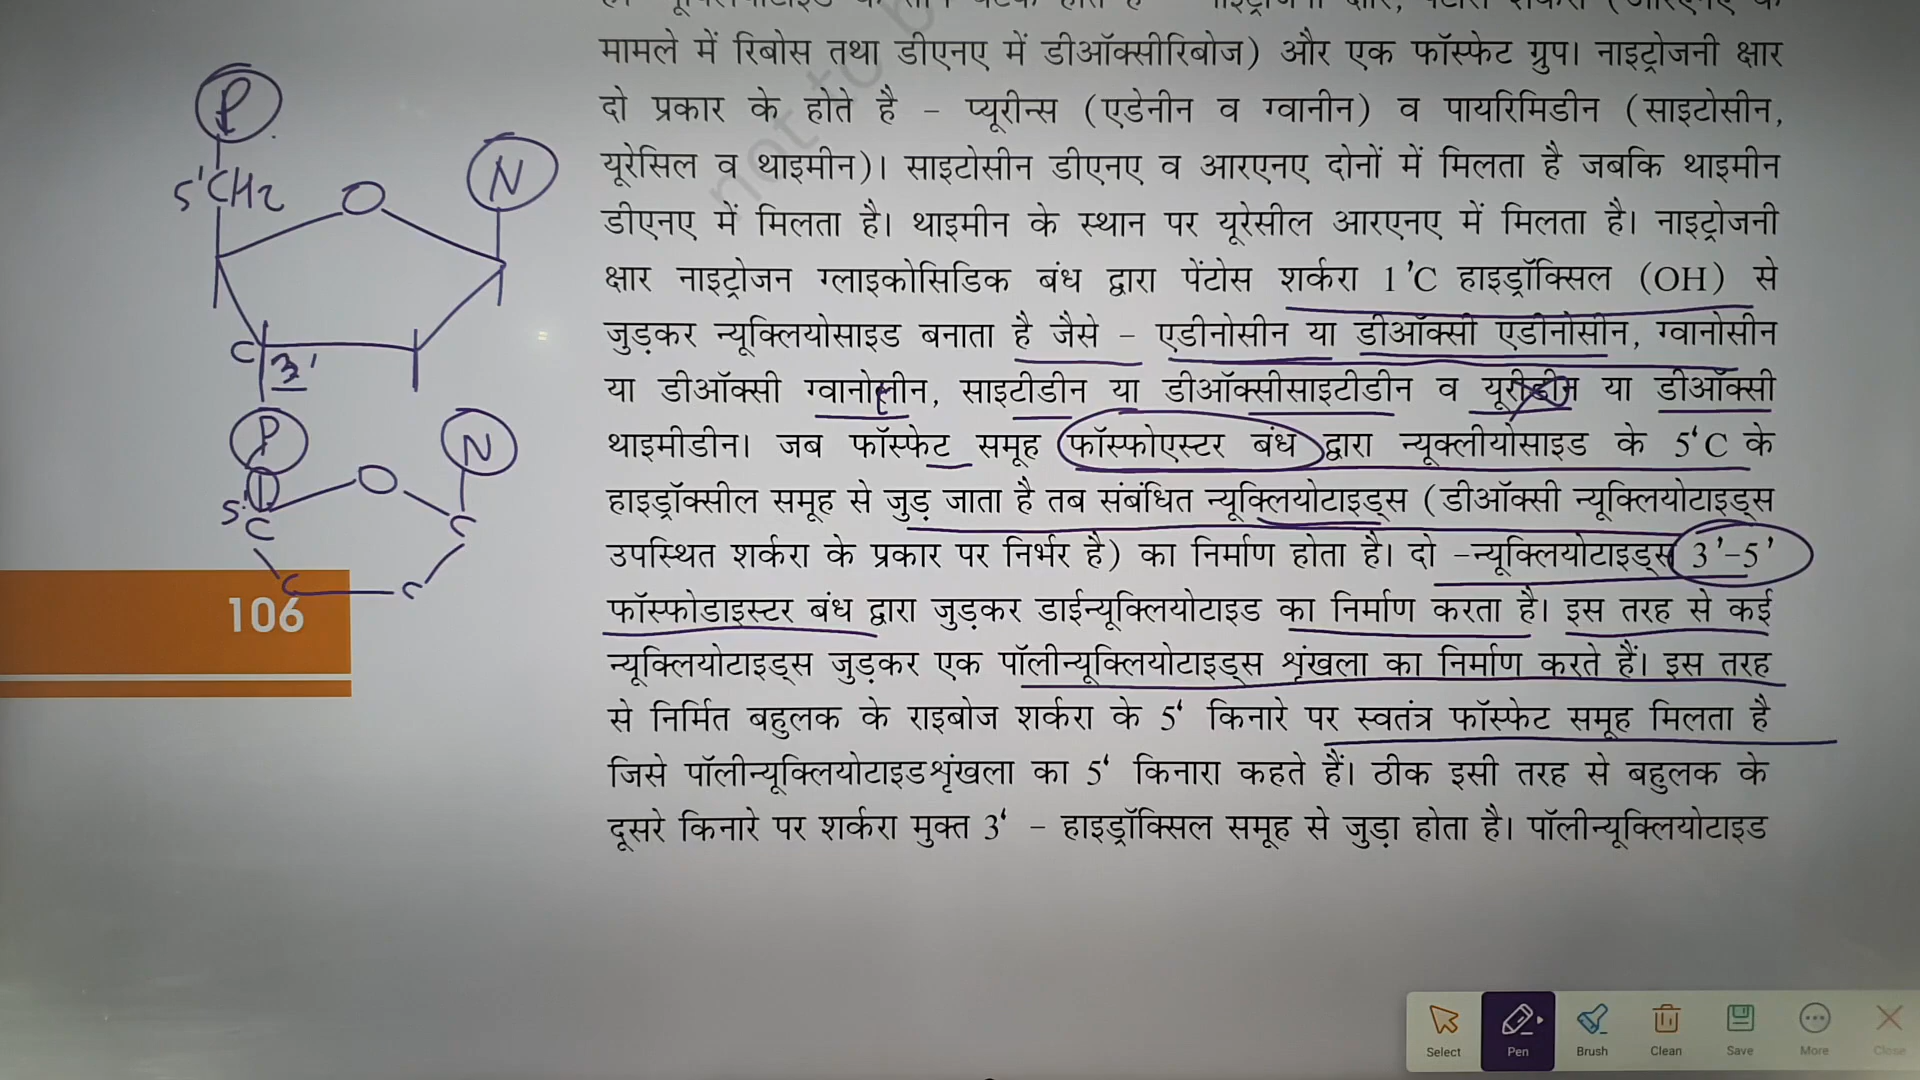 मामले में रिबोस तथा डीएनए में डीऑक्सीरिबोज) और एक फॉस्फेट ग्रुप। नाइट्रोजनी क्षार
दो प्रकार के होते है – प्यूरीन्स (एडेनीन व ग्वानीन) व पायरिमिडीन (साइटोसीन,
यूरेसिल व थाइमीन)। साइटोसीन डीएनए व आरएनए दोनों में मिलता है जबकि थाइमीन
डीएनए में मिलता है। थाइमीन के स्थान पर यूरेसील आरएनए में मिलता है। नाइट्रोजनी
क्षार नाइट्रोजन ग्लाइकोसिडिक बंध द्वारा पेंटोस शर्करा 1'C हाइड्रॉक्सिल (OH) से
जुड़कर न्यूक्लियोसाइड बनाता है जैसे – एडीनोसीन या डीऑक्सी एडीनोसीन, ग्वानोसीन
या डीऑक्सी ग्वानोसीन, साइटीडीन या डीऑक्सीसाइटीडीन व यूरीडीन या डीऑक्सी
थाइमीडीन। जब फॉस्फेट समूह फॉस्फोएस्टर बंध द्वारा न्यूक्लीयोसाइड के 5'C के
हाइड्रॉक्सील समूह से जुड़ जाता है तब संबंधित न्यूक्लियोटाइड्स (डीऑक्सी न्यूक्लियोटाइड्स
उपस्थित शर्करा के प्रकार पर निर्भर है) का निर्माण होता है। दो –न्यूक्लियोटाइड्स 3'–5'
फॉस्फोडाइस्टर बंध द्वारा जुड़कर डाईन्यूक्लियोटाइड का निर्माण करता है। इस तरह से कई
न्यूक्लियोटाइड्स जुड़कर एक पॉलीन्यूक्लियोटाइड्स शृंखला का निर्माण करते हैं। इस तरह
से निर्मित बहुलक के राइबोज शर्करा के 5' किनारे पर स्वतंत्र फॉस्फेट समूह मिलता है
जिसे पॉलीन्यूक्लियोटाइडशृंखला का 5' किनारा कहते हैं। ठीक इसी तरह से बहुलक के
दूसरे किनारे पर शर्करा मुक्त 3' – हाइड्रॉक्सिल समूह से जुड़ा होता है। पॉलीन्यूक्लियोटाइड
P
5'CH2 O N
C 3'
P N
O
5' C C
C C
106
not to b
Select Pen Brush Clean Save More Close